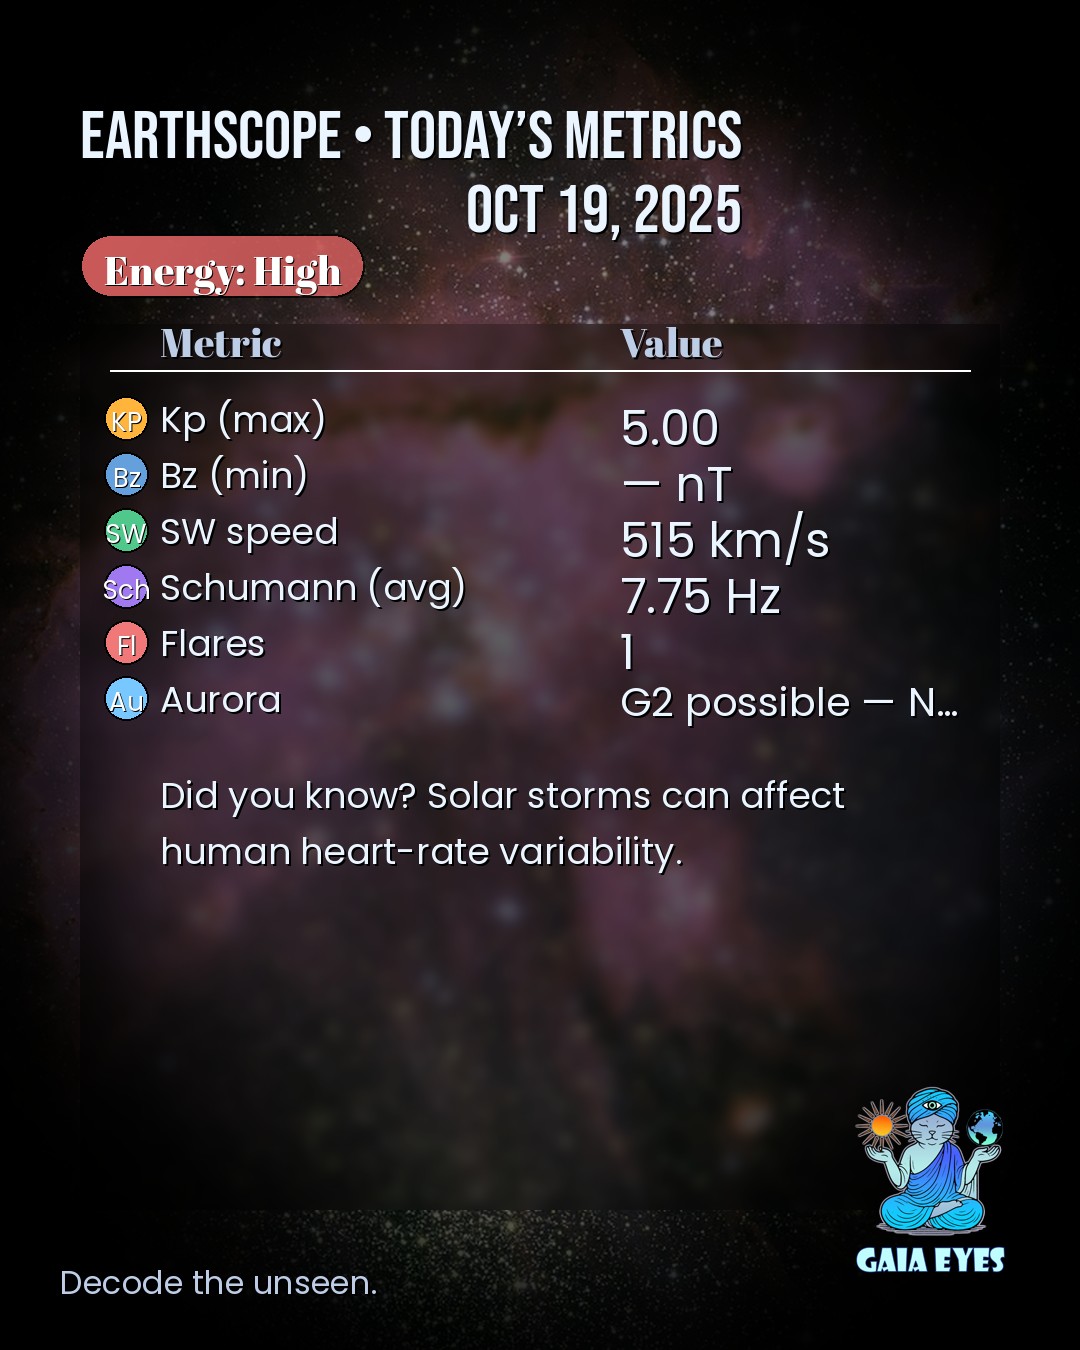 EARTHSCOPE • TODAY’S METRICS
OCT 19, 2025
Energy: High
Metric Value
KP Kp (max) 5.00
Bz Bz (min) — nT
SW SW speed 515 km/s
Sch Schumann (avg) 7.75 Hz
Fl Flares 1
Au Aurora G2 possible — N...
Did you know? Solar storms can affect
human heart-rate variability.
GAIA EYES
Decode the unseen.